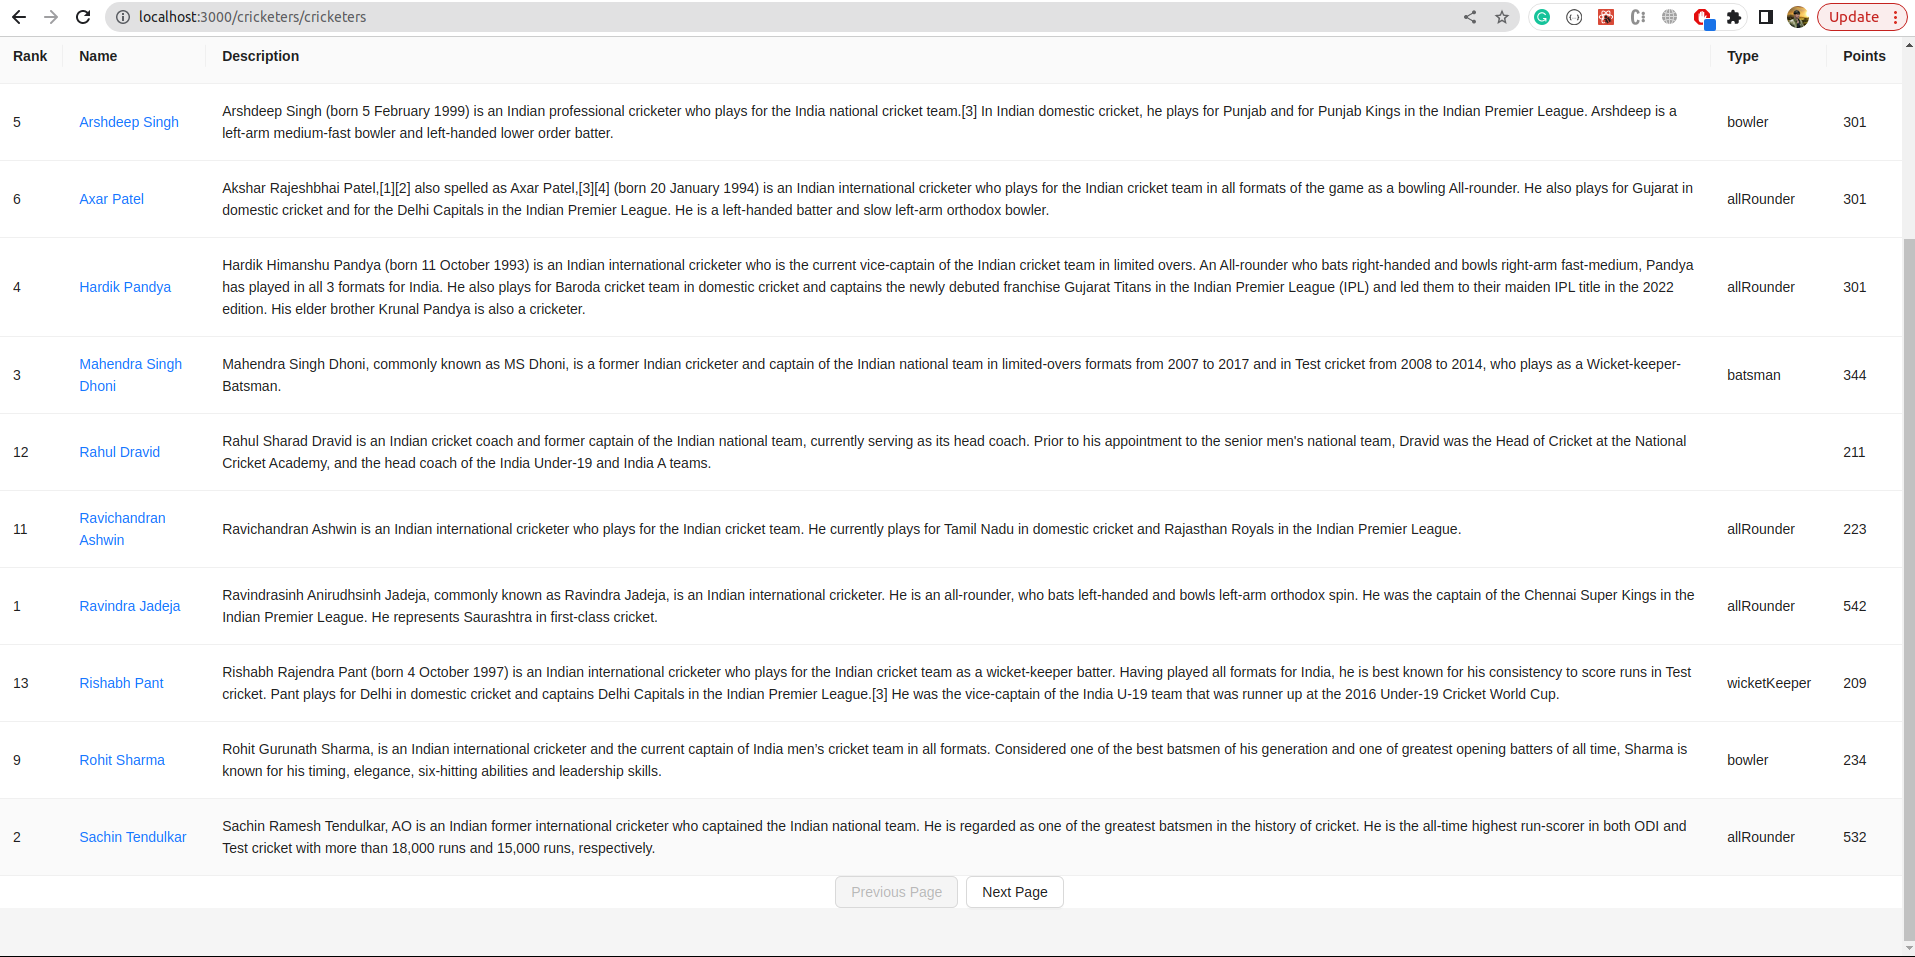 localhost:3000/cricketers/cricketers
Update
Rank Name Description Type Points
5 Arshdeep Singh Arshdeep Singh (born 5 February 1999) is an Indian professional cricketer who plays for the India national cricket team.[3] In Indian domestic cricket, he plays for Punjab and for Punjab Kings in the Indian Premier League. Arshdeep is a
left-arm medium-fast bowler and left-handed lower order batter. bowler 301
6 Axar Patel Akshar Rajeshbhai Patel,[1][2] also spelled as Axar Patel,[3][4] (born 20 January 1994) is an Indian international cricketer who plays for the Indian cricket team in all formats of the game as a bowling All-rounder. He also plays for Gujarat in
domestic cricket and for the Delhi Capitals in the Indian Premier League. He is a left-handed batter and slow left-arm orthodox bowler. allRounder 301
4 Hardik Pandya Hardik Himanshu Pandya (born 11 October 1993) is an Indian international cricketer who is the current vice-captain of the Indian cricket team in limited overs. An All-rounder who bats right-handed and bowls right-arm fast-medium, Pandya
has played in all 3 formats for India. He also plays for Baroda cricket team in domestic cricket and captains the newly debuted franchise Gujarat Titans in the Indian Premier League (IPL) and led them to their maiden IPL title in the 2022
edition. His elder brother Krunal Pandya is also a cricketer. allRounder 301
3 Mahendra Singh
Dhoni Mahendra Singh Dhoni, commonly known as MS Dhoni, is a former Indian cricketer and captain of the Indian national team in limited-overs formats from 2007 to 2017 and in Test cricket from 2008 to 2014, who plays as a Wicket-keeper-
Batsman. batsman 344
12 Rahul Dravid Rahul Sharad Dravid is an Indian cricket coach and former captain of the Indian national team, currently serving as its head coach. Prior to his appointment to the senior men's national team, Dravid was the Head of Cricket at the National
Cricket Academy, and the head coach of the India Under-19 and India A teams. 211
11 Ravichandran
Ashwin Ravichandran Ashwin is an Indian international cricketer who plays for the Indian cricket team. He currently plays for Tamil Nadu in domestic cricket and Rajasthan Royals in the Indian Premier League. allRounder 223
1 Ravindra Jadeja Ravindrasinh Anirudhsinh Jadeja, commonly known as Ravindra Jadeja, is an Indian international cricketer. He is an all-rounder, who bats left-handed and bowls left-arm orthodox spin. He was the captain of the Chennai Super Kings in the
Indian Premier League. He represents Saurashtra in first-class cricket. allRounder 542
13 Rishabh Pant Rishabh Rajendra Pant (born 4 October 1997) is an Indian international cricketer who plays for the Indian cricket team as a wicket-keeper batter. Having played all formats for India, he is best known for his consistency to score runs in Test
cricket. Pant plays for Delhi in domestic cricket and captains Delhi Capitals in the Indian Premier League.[3] He was the vice-captain of the India U-19 team that was runner up at the 2016 Under-19 Cricket World Cup. wicketKeeper 209
9 Rohit Sharma Rohit Gurunath Sharma, is an Indian international cricketer and the current captain of India men’s cricket team in all formats. Considered one of the best batsmen of his generation and one of greatest opening batters of all time, Sharma is
known for his timing, elegance, six-hitting abilities and leadership skills. bowler 234
2 Sachin Tendulkar Sachin Ramesh Tendulkar, AO is an Indian former international cricketer who captained the Indian national team. He is regarded as one of the greatest batsmen in the history of cricket. He is the all-time highest run-scorer in both ODI and
Test cricket with more than 18,000 runs and 15,000 runs, respectively. allRounder 532
Previous Page Next Page